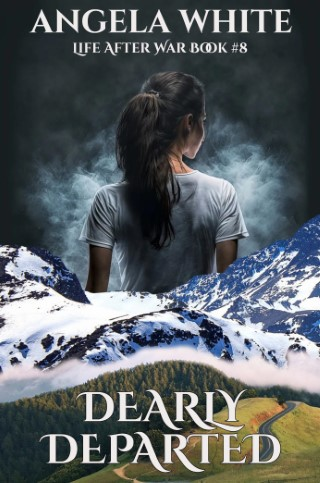 ANGELA WHITE
LIFE AFTER WAR BOOK #8
DEARLY
DEPARTED